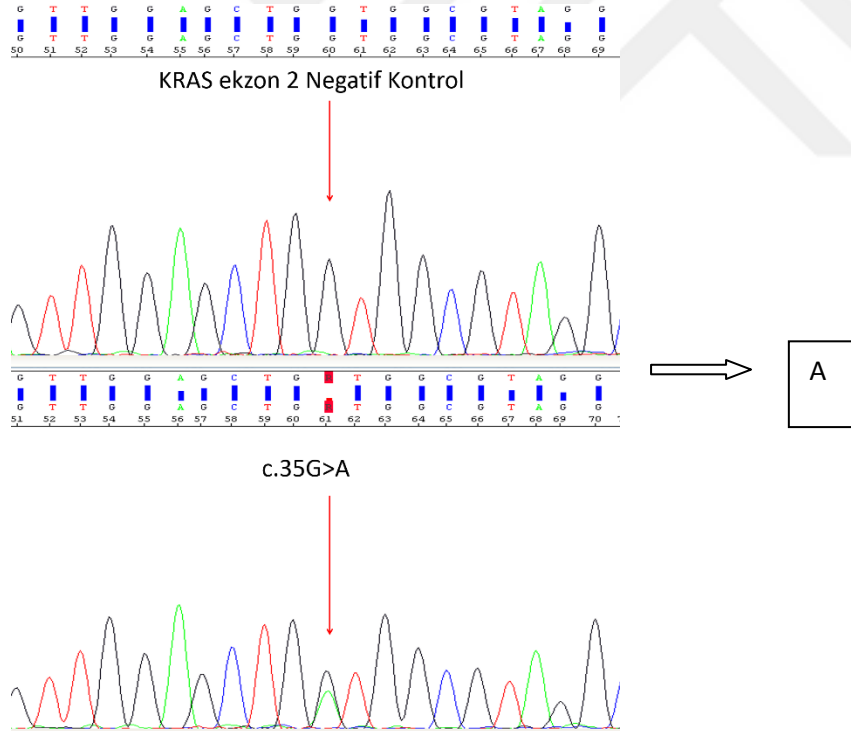 G T T G G A G C T G G T G G C G T A G G
G T T G G A G C T G G T G G C G T A G G
50 51 52 53 54 55 56 57 58 59 60 61 62 63 64 65 66 67 68 69
KRAS ekzon 2 Negatif Kontrol
A
G T T G G A G C T G R T G G C G T A G G
G T T G G A G C T G R T G G C G T A G G
51 52 53 54 55 56 57 58 59 60 61 62 63 64 65 66 67 68 69 70
c.35G>A